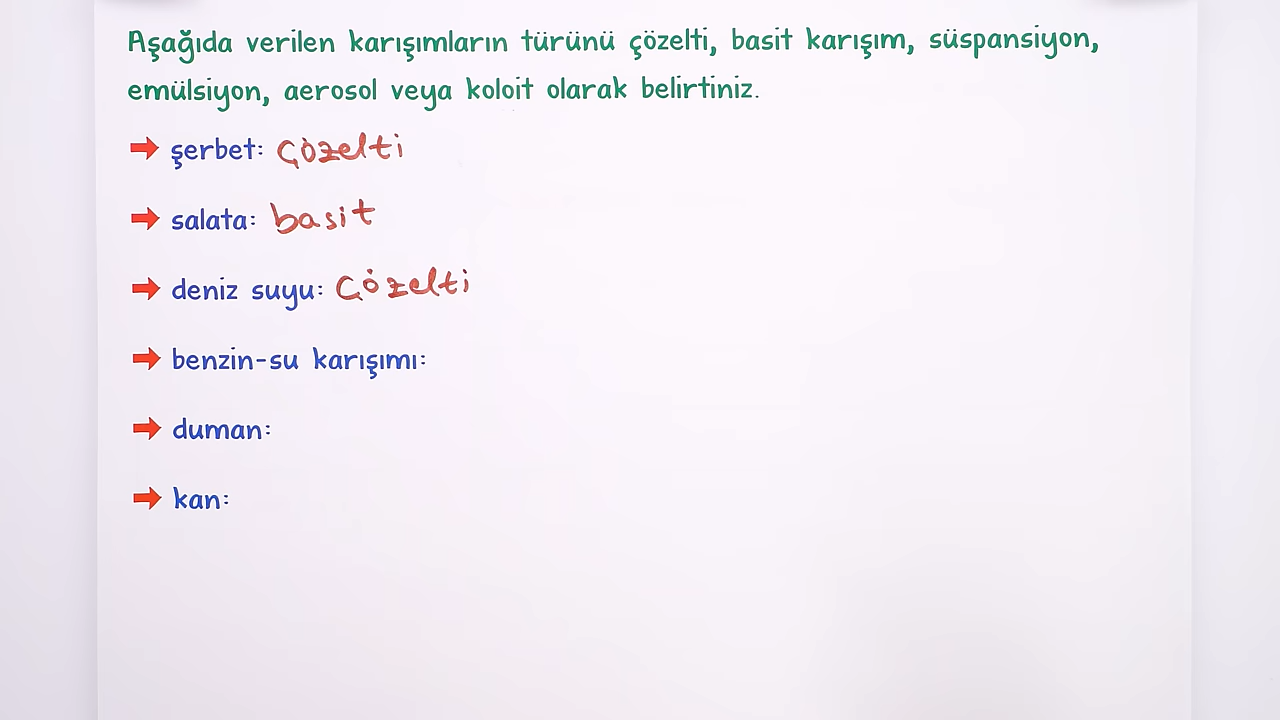 Aşağıda verilen karışımların türünü çözelti, basit karışım, süspansiyon,
emülsiyon, aerosol veya koloit olarak belirtiniz.
➡ şerbet: çözelti
➡ salata: basit
➡ deniz suyu: çözelti
➡ benzin-su karışımı:
➡ duman:
➡ kan: